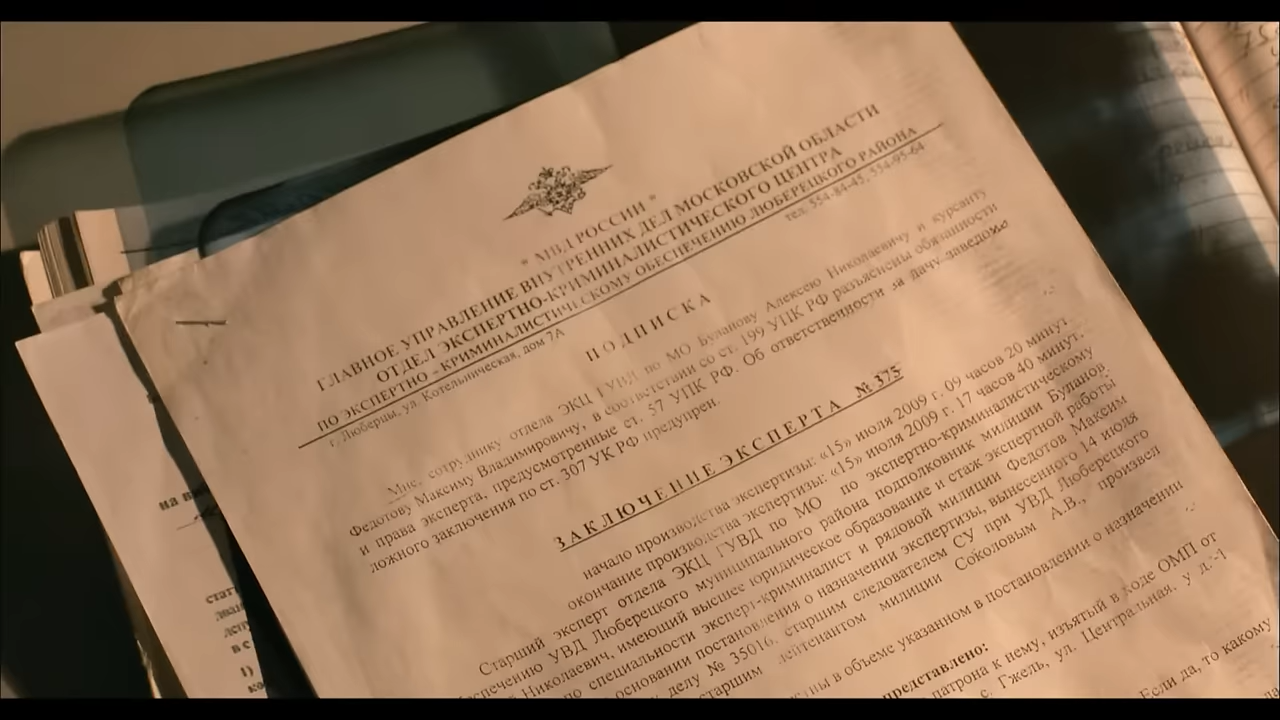 " МВД РОССИИ "
ГЛАВНОЕ УПРАВЛЕНИЕ ВНУТРЕННИХ ДЕЛ МОСКОВСКОЙ ОБЛАСТИ
ОТДЕЛ ЭКСПЕРТНО-КРИМИНАЛИСТИЧЕСКОГО ЦЕНТРА
ПО ЭКСПЕРТНО – КРИМИНАЛИСТИЧЕСКОМУ ОБЕСПЕЧЕНИЮ ЛЮБЕРЕЦКОГО РАЙОНА
г. Люберцы, ул. Котельническая, дом 7А тел. 554-84-45, 554-95-64
П О Д П И С К А
Мне, сотруднику отдела ЭКЦ ГУВД по МО Буланову Алексею Николаевичу и курсанту
Федотову Максиму Владимировичу, в соответствии со ст. 199 УПК РФ разъяснены обязанности
и права эксперта, предусмотренные ст. 57 УПК РФ. Об ответственности за дачу заведомо
ложного заключения по ст. 307 УК РФ предупрен.
З А К Л Ю Ч Е Н И Е Э К С П Е Р Т А № 375
начало производства экспертизы: «15» июля 2009 г. 09 часов 20 минут.
окончание производства экспертизы: «15» июля 2009 г. 17 часов 40 минут.
Старший эксперт отдела ЭКЦ ГУВД по МО по экспертно-криминалистическому
беспечению УВД Люберецкого муниципального района подполковник милиции Буланов
Николаевич, имеющий высшее юридическое образование и стаж экспертной работы
по специальности эксперт-криминалист и рядовой милиции Федотов Максим
основании постановления о назначении экспертизы, вынесенного 14 июля
делу № 35016, старшим следователем СУ при УВД Люберецкого
старшим лейтенантом милиции Соколовым А.В., произвел
ны в объеме указанном в постановлении о назначении
представлено:
патрона к нему, изъятый в ходе ОМП от
с. Гжель, ул. Центральная, у д.-1
Если да, то какому